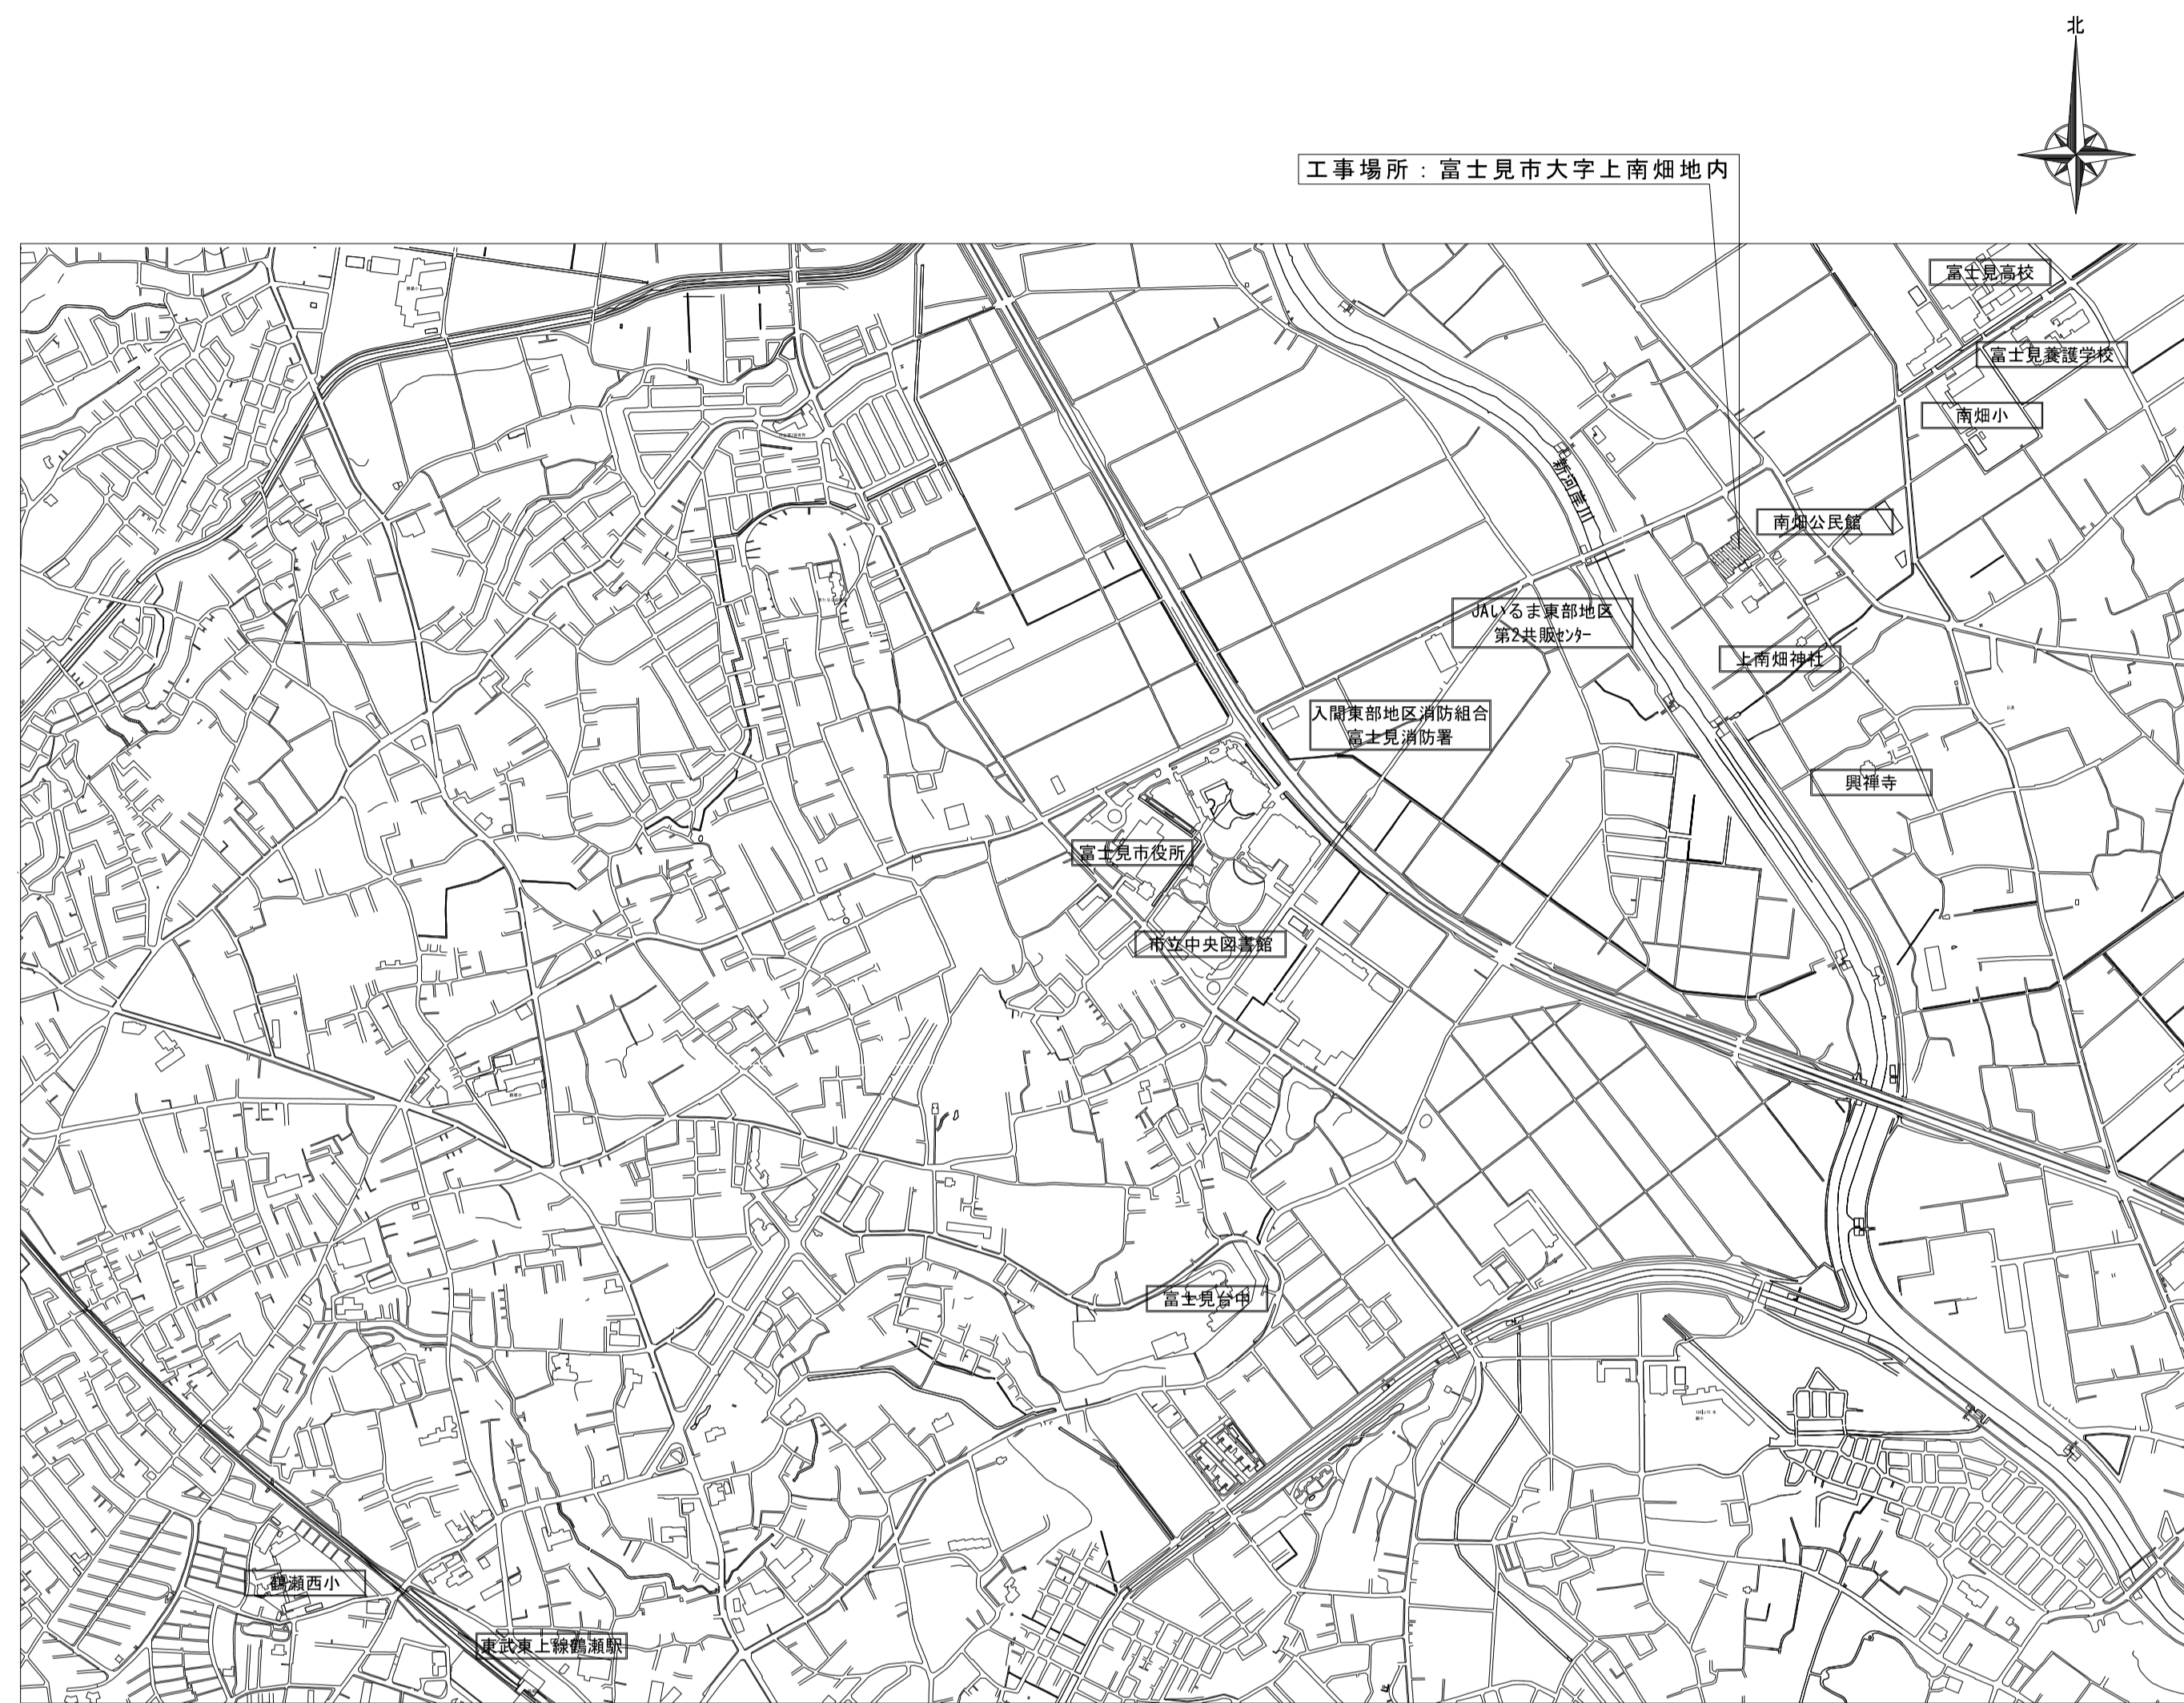 北
工事場所：富士見市大字上南畑地内
富士見高校
富士見養護学校
南畑小
新河岸川
南畑公民館
JAいるま東部地区
第2共販ｾﾝﾀｰ
上南畑神社
入間東部地区消防組合
富士見消防署
興禅寺
富士見市役所
市立中央図書館
富士見台中
鶴瀬西小
東武東上線鶴瀬駅